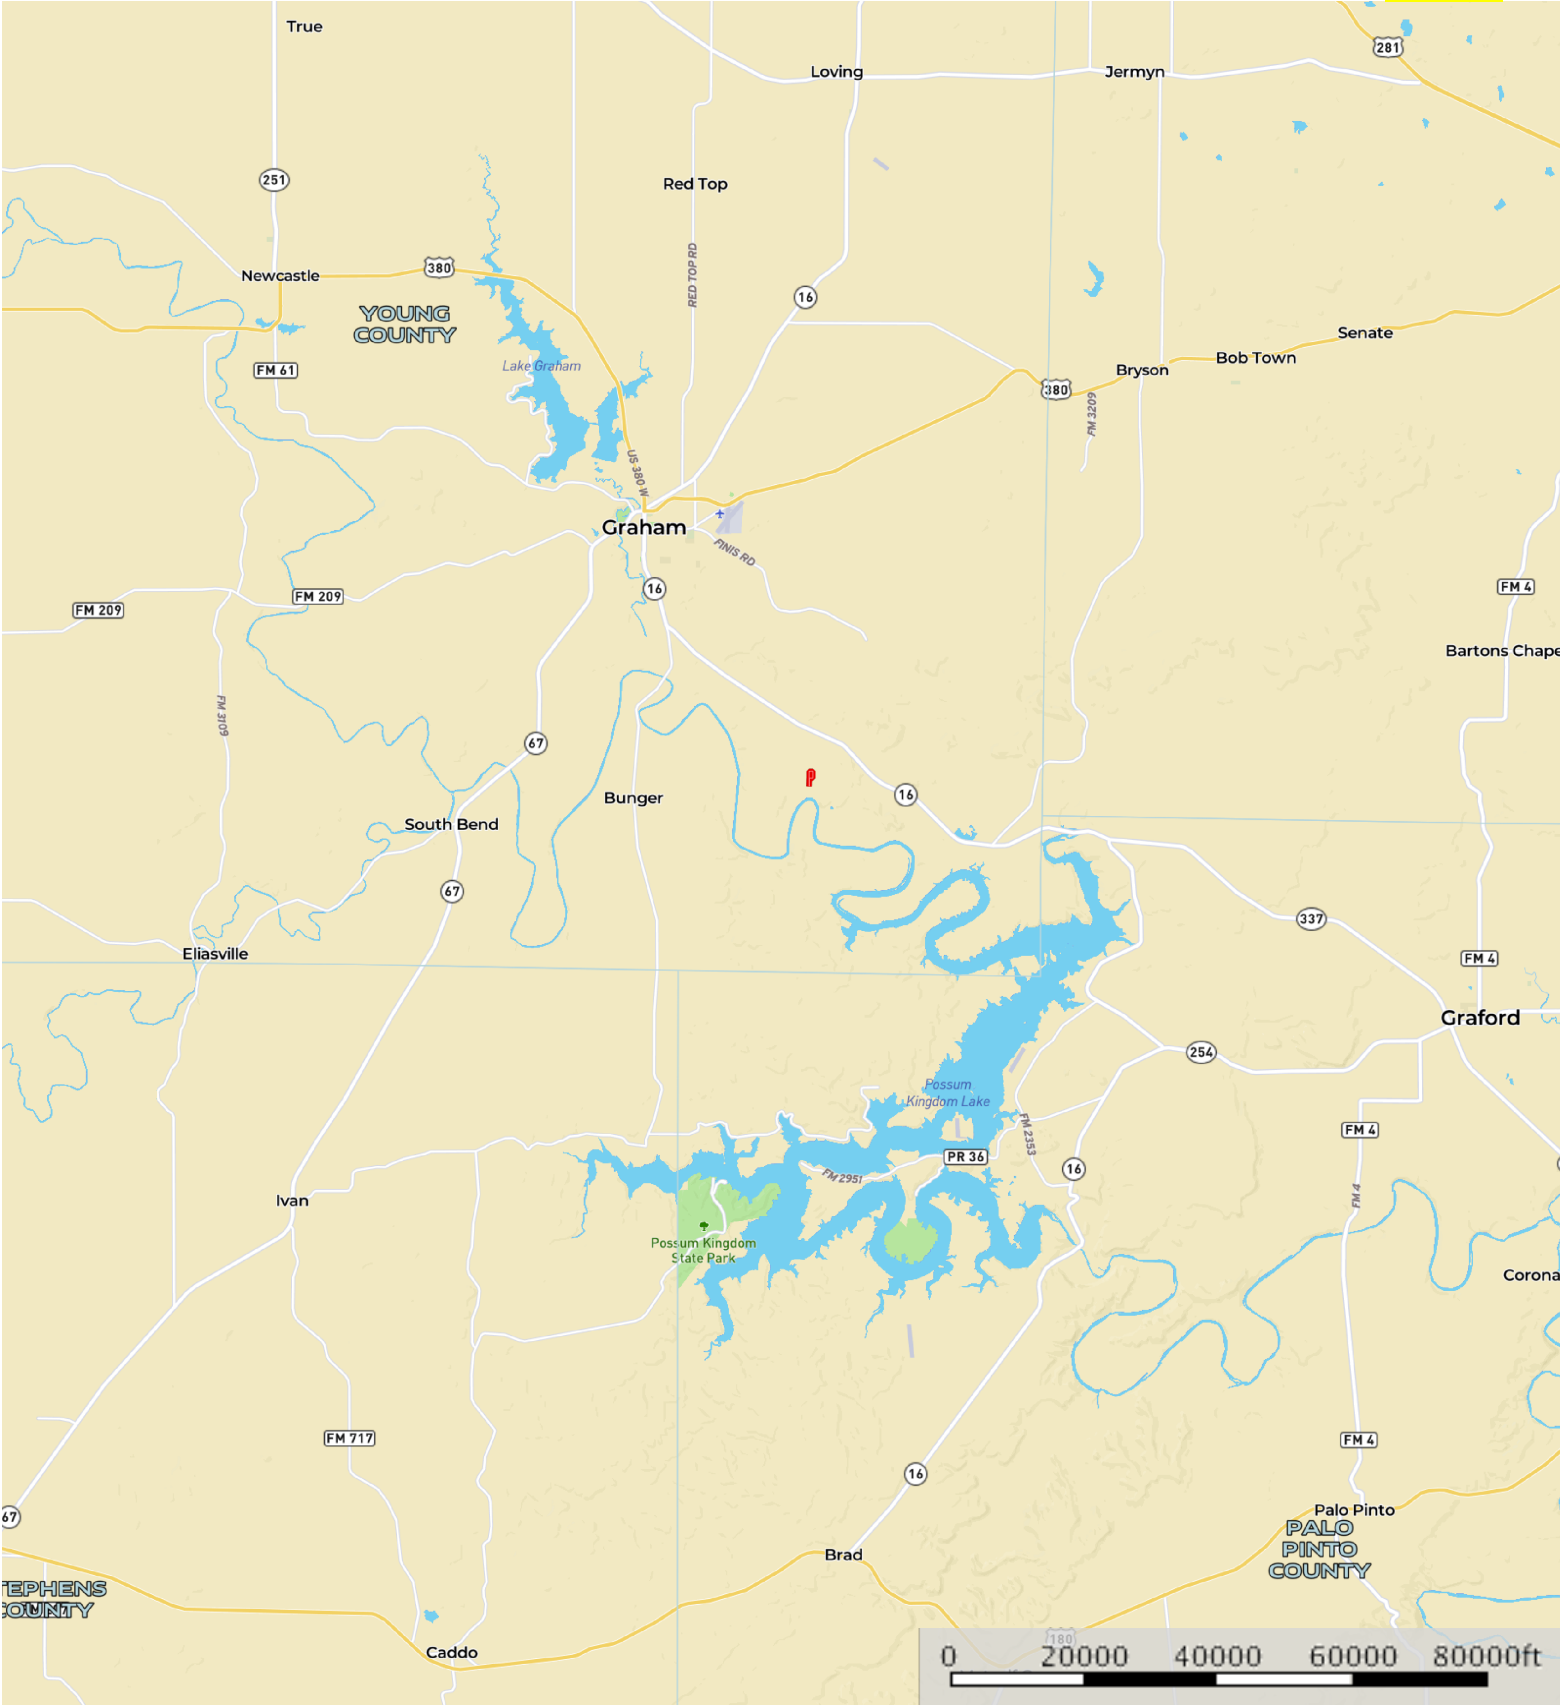 True
281
Loving
Jermyn
251
Red Top
380
Newcastle
RED TOP RD
16
YOUNG
COUNTY
Senate
Bob Town
Lake Graham
FM 61
Bryson
380
FM 3209
US 380 W
Graham
FINIS RD
16
FM 4
FM 209
FM 209
Bartons Chape
FM 3109
67
16
Bunger
South Bend
67
337
Eliasville
FM 4
Graford
254
Possum
Kingdom Lake
FM 2353
FM 4
PR 36
16
FM 2951
FM 4
Ivan
Possum Kingdom
State Park
Corona
FM 717
FM 4
16
67
Palo Pinto
PALO
PINTO
COUNTY
Brad
TEPHENS
COUNTY
Caddo
180
0 20000 40000 60000 80000ft